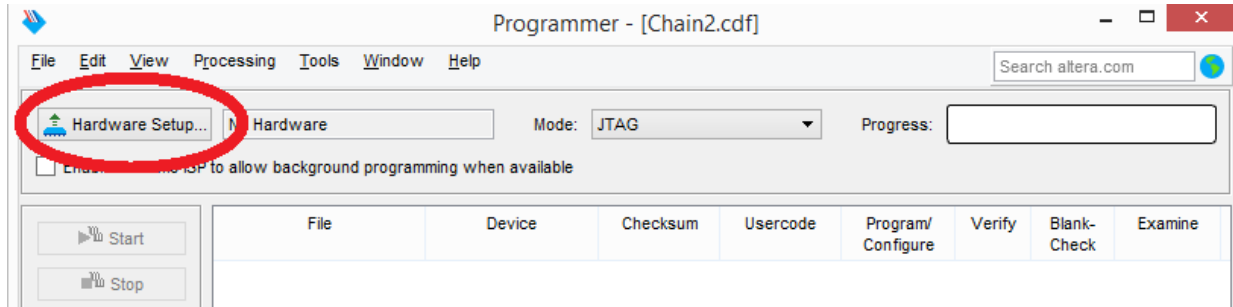 Programmer - [Chain2.cdf]
File Edit View Processing Tools Window Help
Search altera.com
Hardware Setup... Hardware Mode: JTAG Progress:
to allow background programming when available
File Device Checksum Usercode Program/Configure Verify Blank-Check Examine
Start
Stop